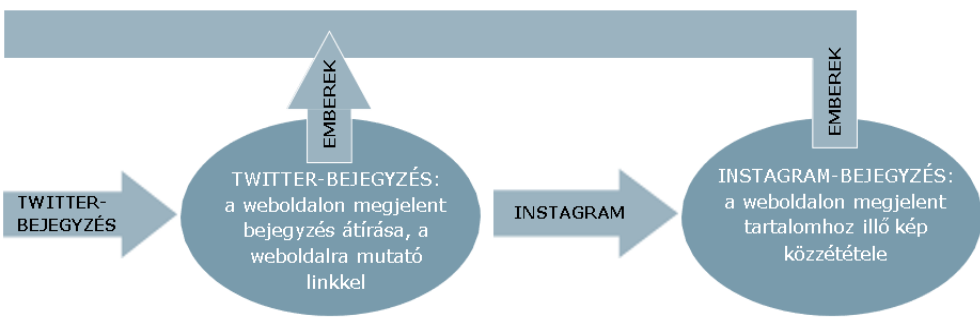 TWITTER-
BEJEGYZÉS
EMBEREK
TWITTER-BEJEGYZÉS:
a weboldalon megjelent
bejegyzés átírása, a
weboldalra mutató
linkkel
INSTAGRAM
EMBEREK
INSTAGRAM-BEJEGYZÉS:
a weboldalon megjelent
tartalomhoz illő kép
közzététele